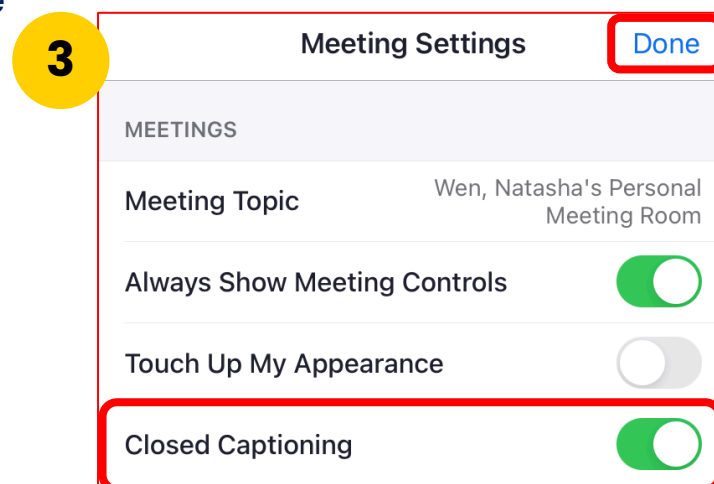 3
Meeting Settings Done
MEETINGS
Meeting Topic Wen, Natasha's Personal
Meeting Room
Always Show Meeting Controls
Touch Up My Appearance
Closed Captioning